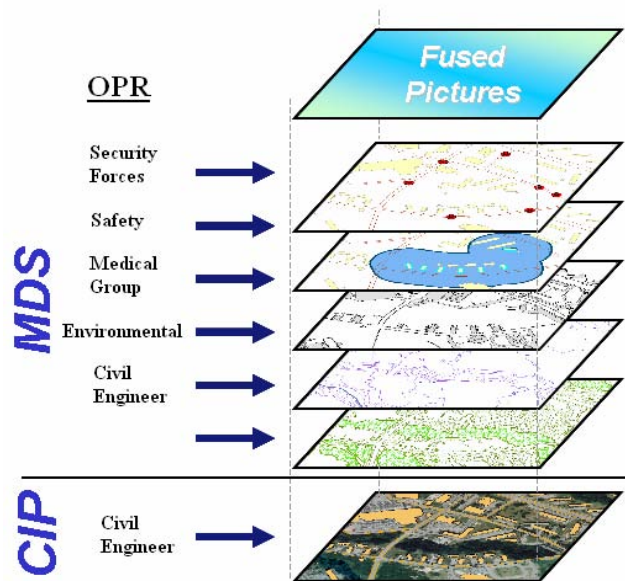 Fused
Pictures
OPR
Security
Forces
Safety
Medical
Group
Environmental
Civil
Engineer
MDS
Civil
Engineer
CIP